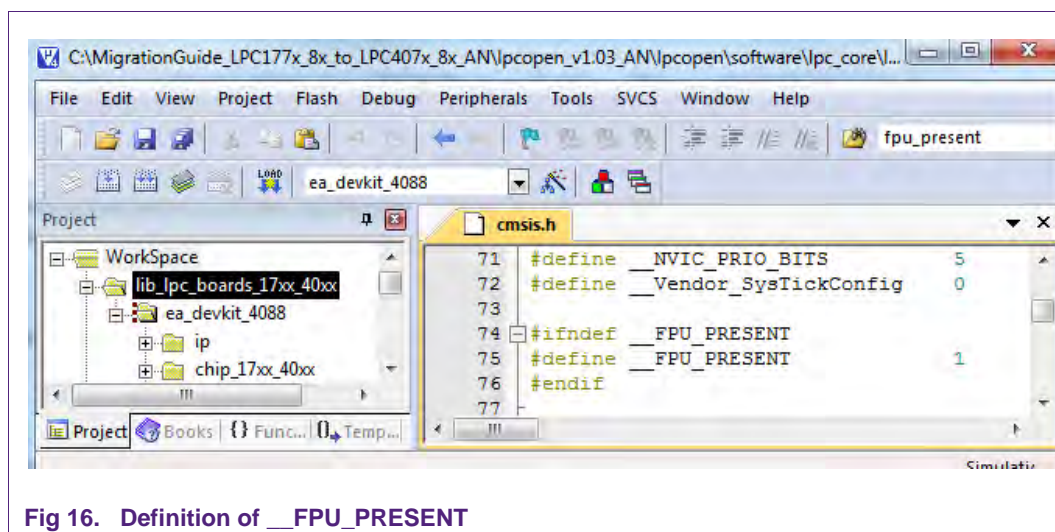 C:\MigrationGuide_LPC177x_8x_to_LPC407x_8x_AN\lpcopen_v1.03_AN\lpcopen\software\lpc_core\l...
File Edit View Project Flash Debug Peripherals Tools SVCS Window Help
fpu_present
LOAD ea_devkit_4088
Project
cmsis.h
WorkSpace
lib_lpc_boards_17xx_40xx
ea_devkit_4088
ip
chip_17xx_40xx
71 #define __NVIC_PRIO_BITS 5
72 #define __Vendor_SysTickConfig 0
73
74 #ifndef __FPU_PRESENT
75 #define __FPU_PRESENT 1
76 #endif
77
Project Books {} Func... 0 Temp...
Fig 16. Definition of __FPU_PRESENT